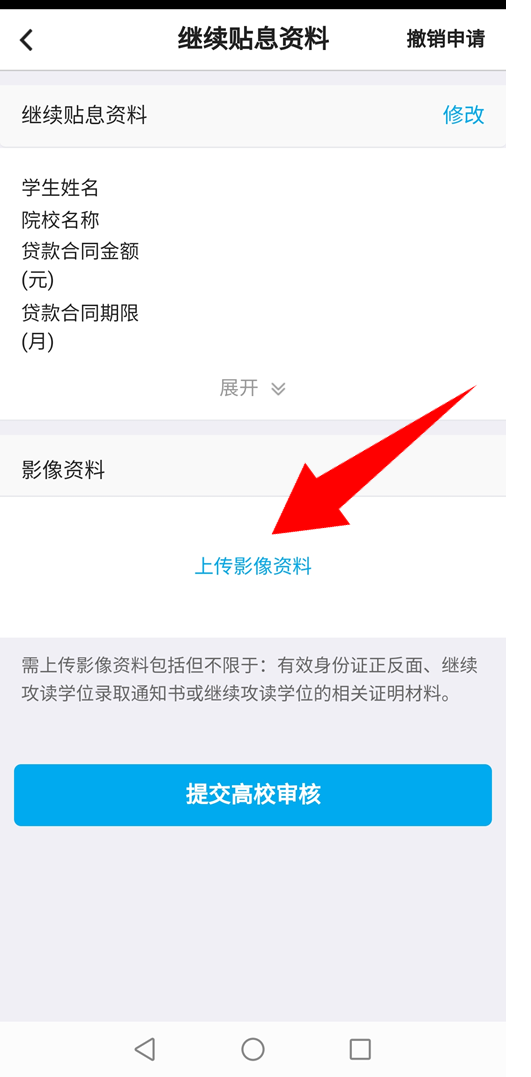 继续贴息资料
撤销申请
继续贴息资料
修改
学生姓名
院校名称
贷款合同金额
(元)
贷款合同期限
(月)
展开
影像资料
上传影像资料
需上传影像资料包括但不限于：有效身份证正反面、继续
攻读学位录取通知书或继续攻读学位的相关证明材料。
提交高校审核